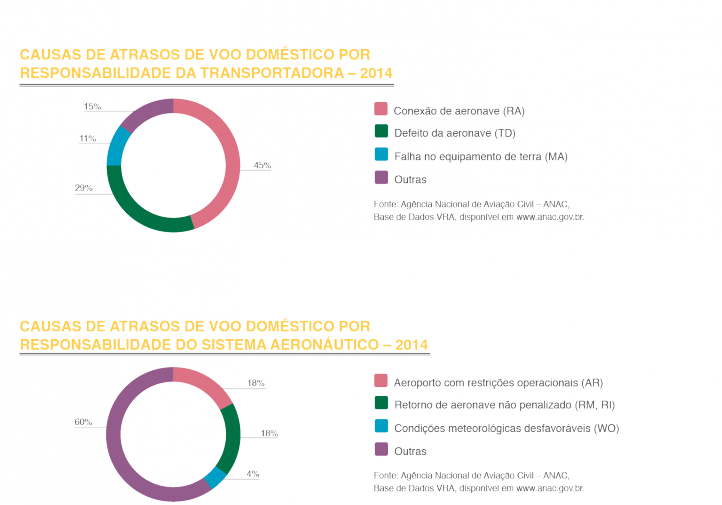 CAUSAS DE ATRASOS DE VOO DOMÉSTICO POR
RESPONSABILIDADE DA TRANSPORTADORA – 2014
15%
11%
29%
45%
Conexão de aeronave (RA)
Defeito da aeronave (TD)
Falha no equipamento de terra (MA)
Outras
Fonte: Agência Nacional de Aviação Civil – ANAC,
Base de Dados VRA, disponível em www.anac.gov.br.
CAUSAS DE ATRASOS DE VOO DOMÉSTICO POR
RESPONSABILIDADE DO SISTEMA AERONÁUTICO – 2014
18%
60%
18%
4%
Aeroporto com restrições operacionais (AR)
Retorno de aeronave não penalizado (RM, RI)
Condições meteorológicas desfavoráveis (WO)
Outras
Fonte: Agência Nacional de Aviação Civil – ANAC,
Base de Dados VRA, disponível em www.anac.gov.br.